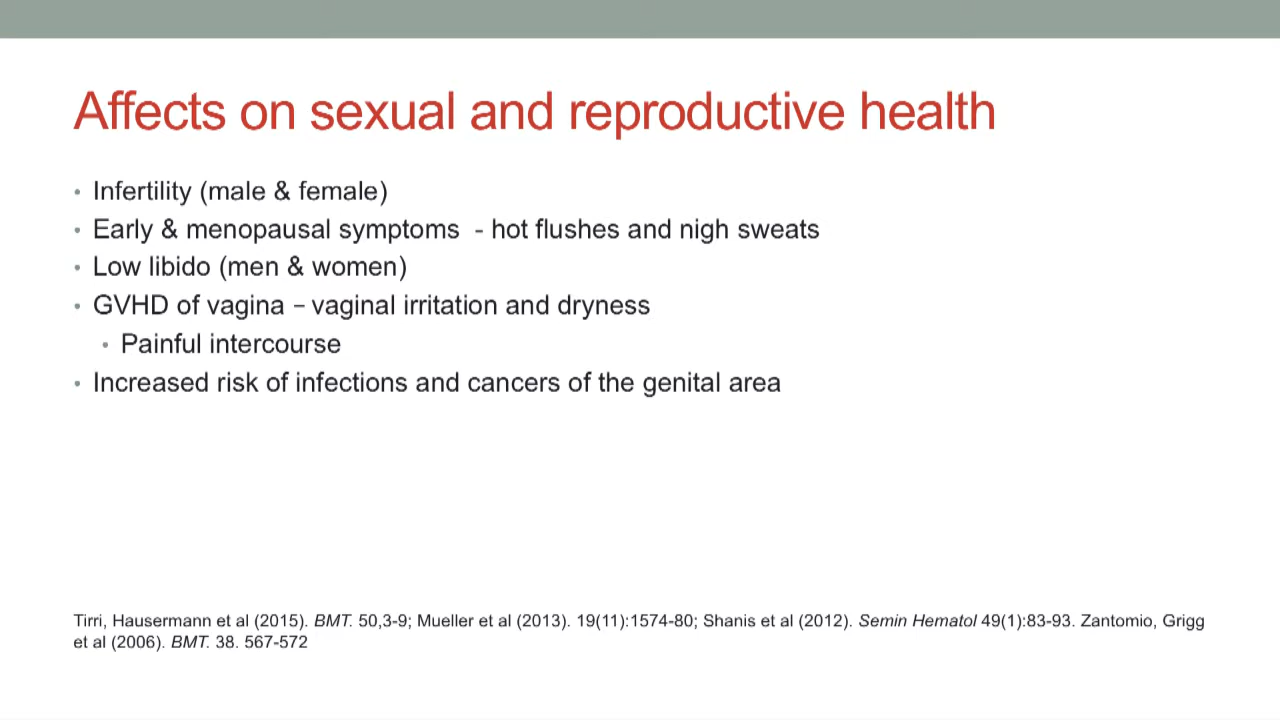 Affects on sexual and reproductive health
• Infertility (male & female)
• Early & menopausal symptoms - hot flushes and nigh sweats
• Low libido (men & women)
• GVHD of vagina – vaginal irritation and dryness
• Painful intercourse
• Increased risk of infections and cancers of the genital area
Tirri, Hausermann et al (2015). BMT. 50,3-9; Mueller et al (2013). 19(11):1574-80; Shanis et al (2012). Semin Hematol 49(1):83-93. Zantomio, Grigg
et al (2006). BMT. 38. 567-572